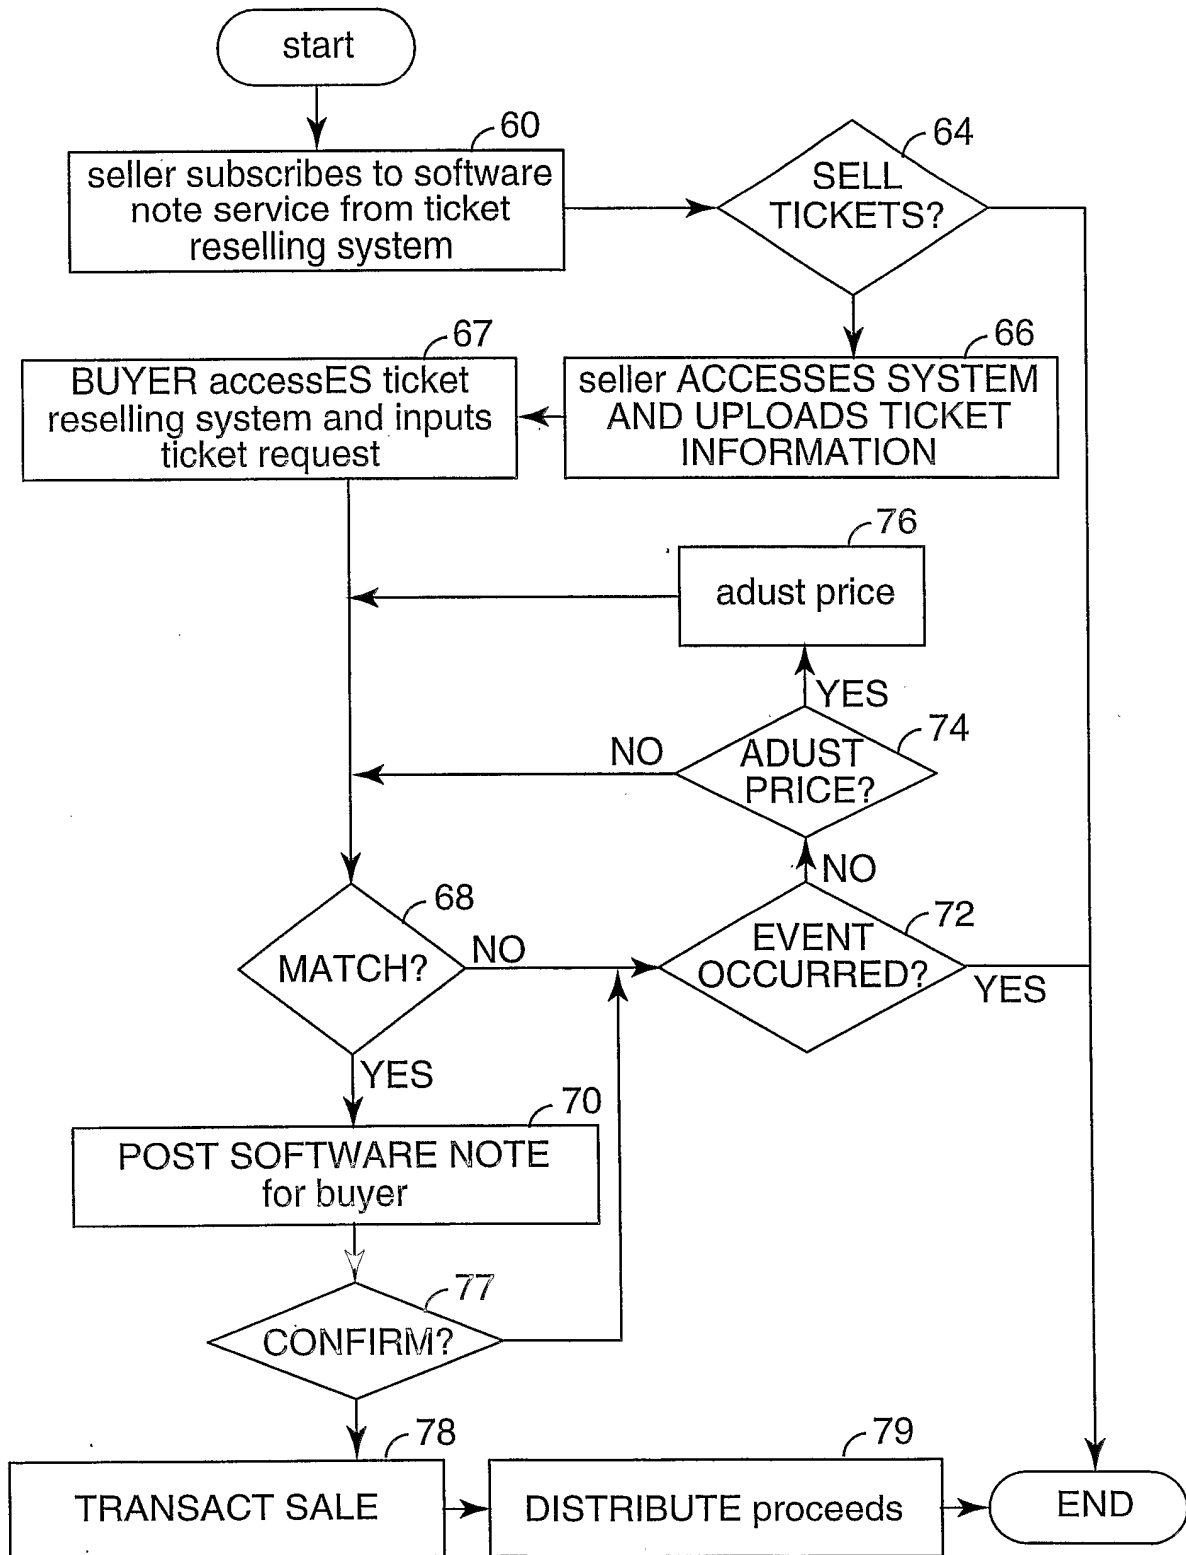 start
60
seller subscribes to software
note service from ticket
reselling system
64
SELL
TICKETS?
67
BUYER accessES ticket
reselling system and inputs
ticket request
66
seller ACCESSES SYSTEM
AND UPLOADS TICKET
INFORMATION
76
adust price
YES
74
NO
ADUST
PRICE?
NO
68
MATCH?
NO
72
EVENT
OCCURRED?
YES
YES
70
POST SOFTWARE NOTE
for buyer
77
CONFIRM?
78
TRANSACT SALE
79
DISTRIBUTE proceeds
END